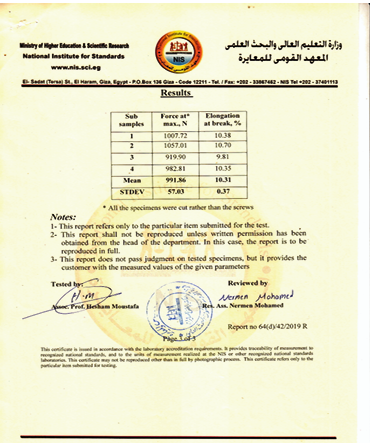 Ministry of Higher Education & Scientific Research
National Institute for Standards
www.nis.sci.eg
NIS
وزارة التعليم العالى والبحث العلمى
المعهد القومى للمعايرة
El- Sadat (Tersa) St., El Haram, Giza, Egypt - P.O.Box 136 Giza - Code 12211 - Tel. / Fax: +202 - 33867452 - NIS Tel +202 - 37401113
Results
Sub samples Force at* max., N Elongation at break, %
1 1007.72 10.38
2 1057.01 10.70
3 919.90 9.81
4 982.81 10.35
Mean 991.86 10.31
STDEV 57.03 0.37
* All the specimens were cut rather than the screws
Notes:
1- This report refers only to the particular item submitted for the test.
2- This report shall not be reproduced unless written permission has been
obtained from the head of the department. In this case, the report is to be
reproduced in full.
3- This report does not pass judgment on tested specimens, but it provides the
customer with the measured values of the given parameters
Tested by: Reviewed by
H.M Nermen Mohamed
Assoc. Prof. Hesham Moustafa Res. Ass. Nermen Mohamed
Report no 64(d)/42/2019 R
Page 3 of 3
This certificate is issued in accordance with the laboratory accreditation requirements. It provides traceability of measurement to
recognized national standards, and to the units of measurement realized at the NIS or other recognized national standards
laboratories. This certificate may not be reproduced other than in full by photographic process. This certificate refers only to the
particular item submitted for testing.